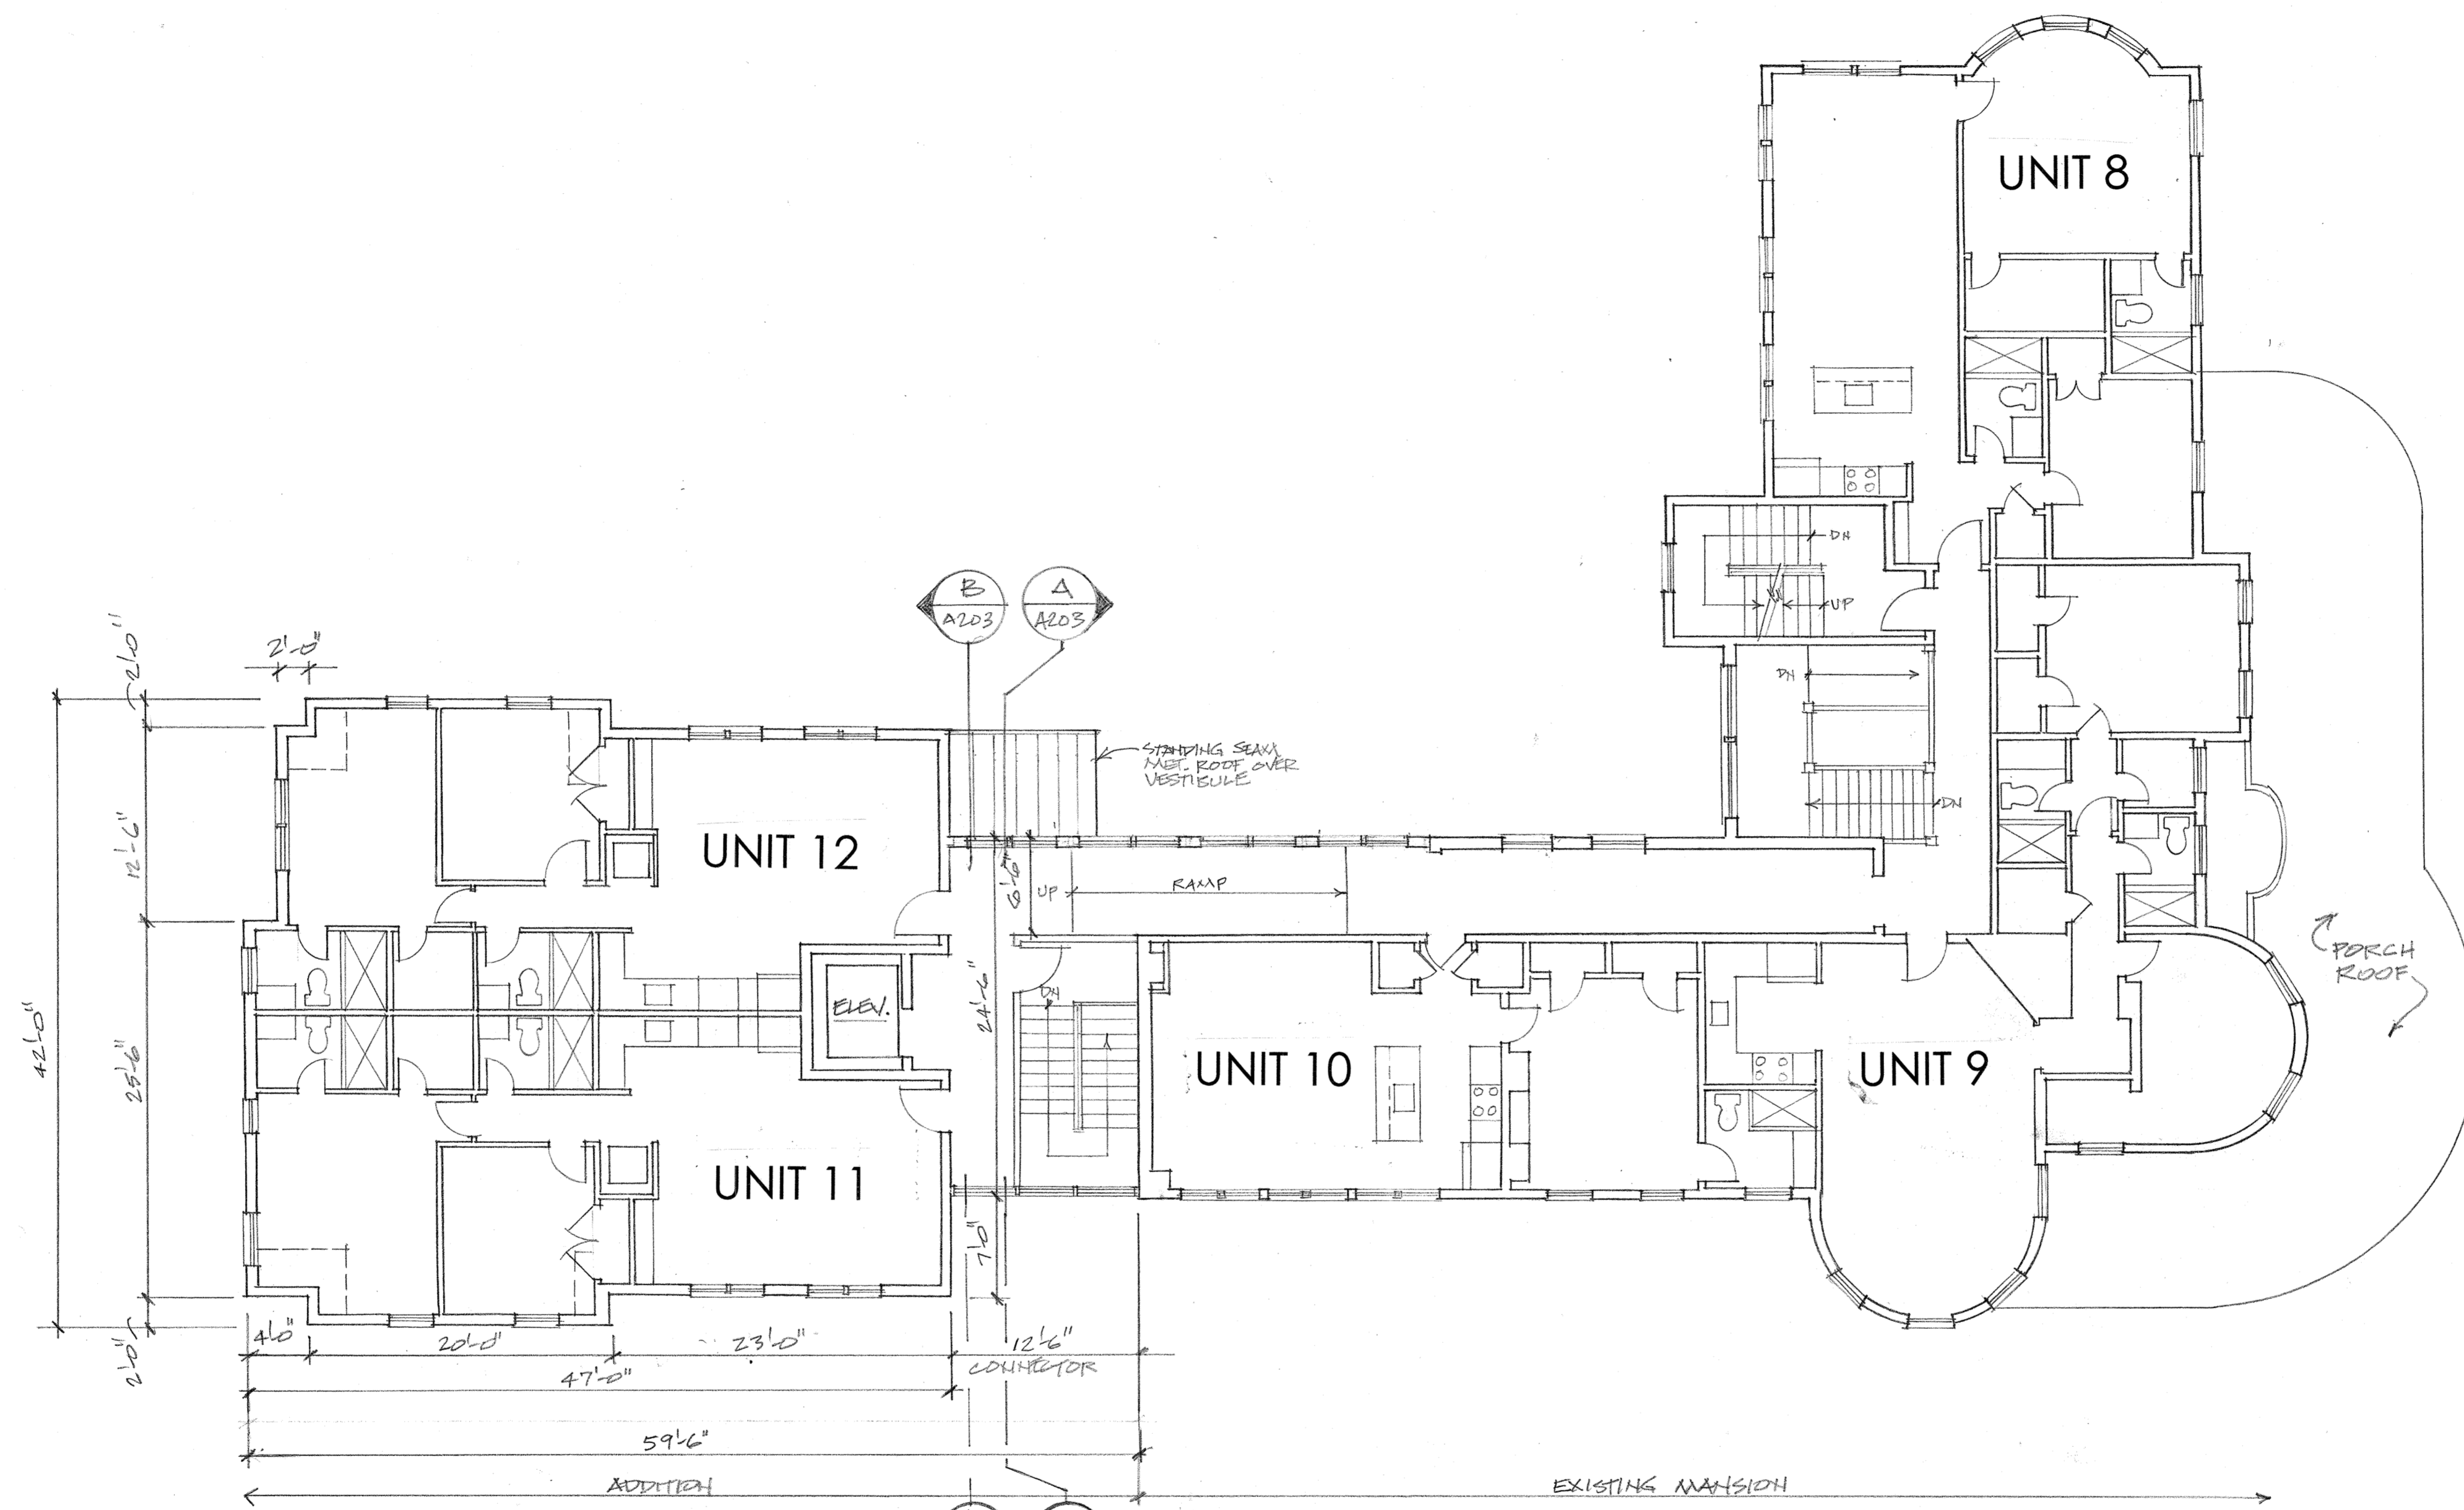 UNIT 8
DN
UP
DN
DN
B
A203
A
A203
2'-0"
2'-0"
STANDING SEAM
MET. ROOF OVER
VESTIBULE
UNIT 12
12'-6"
6'-6"
UP
RAMP
PORCH
ROOF
ELEV.
DN
24'-6"
42'-0"
25'-6"
UNIT 10
UNIT 9
UNIT 11
7'-0"
2'-0"
4'-0"
20'-0"
23'-0"
12'-6"
CONNECTOR
47'-0"
59'-6"
ADDITION
EXISTING MANSION